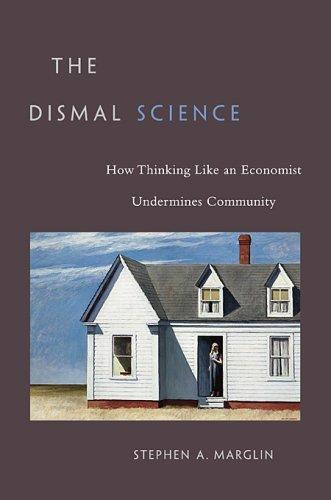 THE
DISMAL SCIENCE
How Thinking Like an Economist
Undermines Community
STEPHEN A. MARGLIN